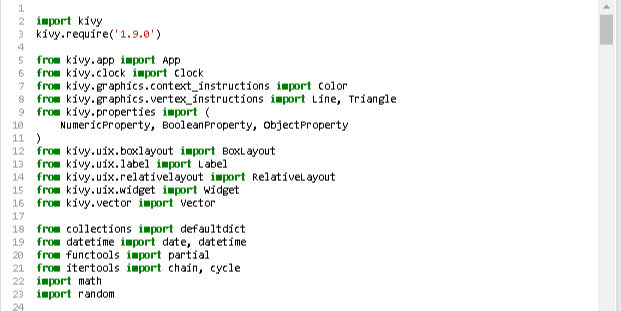 1
2 import kivy
3 kivy.require('1.9.0')
4
5 from kivy.app import App
6 from kivy.clock import Clock
7 from kivy.graphics.context_instructions import Color
8 from kivy.graphics.vertex_instructions import Line, Triangle
9 from kivy.properties import (
10     NumericProperty, BooleanProperty, ObjectProperty
11 )
12 from kivy.uix.boxlayout import BoxLayout
13 from kivy.uix.label import Label
14 from kivy.uix.relativelayout import RelativeLayout
15 from kivy.uix.widget import Widget
16 from kivy.vector import Vector
17
18 from collections import defaultdict
19 from datetime import date, datetime
20 from functools import partial
21 from itertools import chain, cycle
22 import math
23 import random
24